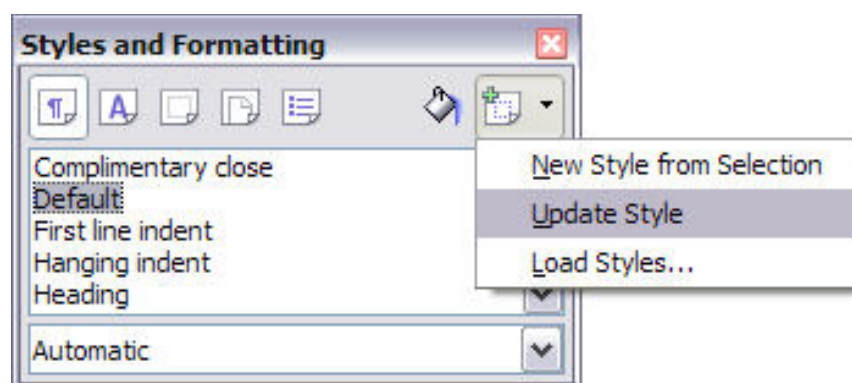 Styles and Formatting
Complimentary close
Default
First line indent
Hanging indent
Heading
Automatic
New Style from Selection
Update Style
Load Styles...